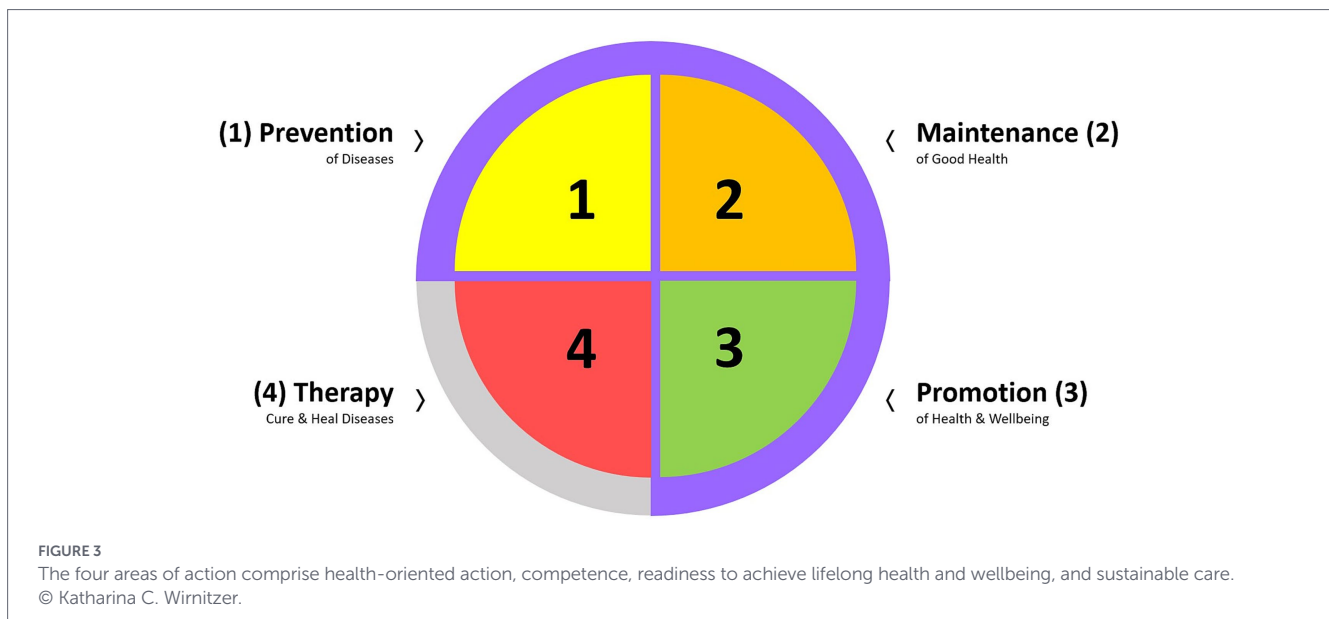 (1) Prevention
of Diseases
Maintenance (2)
of Good Health
1
2
4
3
(4) Therapy
Cure & Heal Diseases
Promotion (3)
of Health & Wellbeing
FIGURE 3
The four areas of action comprise health-oriented action, competence, readiness to achieve lifelong health and wellbeing, and sustainable care.
© Katharina C. Wirnitzer.